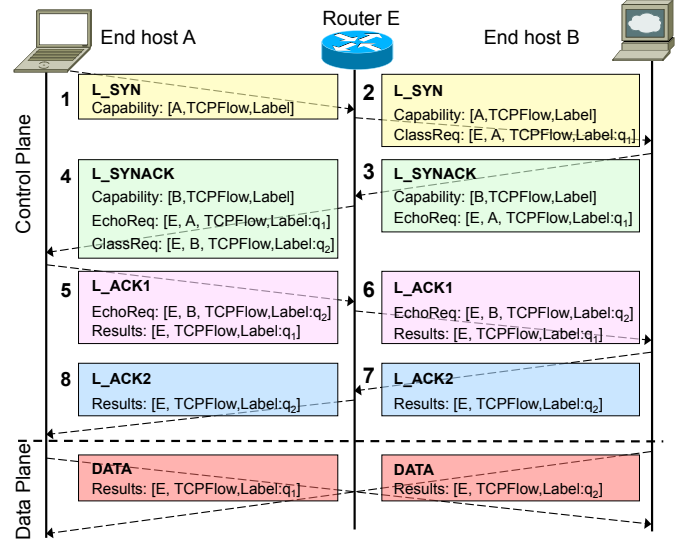 End host A
Router E
End host B
Control Plane
1
L_SYN
Capability: [A,TCPFlow,Label]
2
L_SYN
Capability: [A,TCPFlow,Label]
ClassReq: [E, A, TCPFlow,Label:q1]
4
L_SYNACK
Capability: [B,TCPFlow,Label]
EchoReq: [E, A, TCPFlow,Label:q1]
ClassReq: [E, B, TCPFlow,Label:q2]
3
L_SYNACK
Capability: [B,TCPFlow,Label]
EchoReq: [E, A, TCPFlow,Label:q1]
5
L_ACK1
EchoReq: [E, B, TCPFlow,Label:q2]
Results: [E, TCPFlow,Label:q1]
6
L_ACK1
EchoReq: [E, B, TCPFlow,Label:q2]
Results: [E, TCPFlow,Label:q1]
8
L_ACK2
Results: [E, TCPFlow,Label:q2]
7
L_ACK2
Results: [E, TCPFlow,Label:q2]
Data Plane
DATA
Results: [E, TCPFlow,Label:q1]
DATA
Results: [E, TCPFlow,Label:q2]